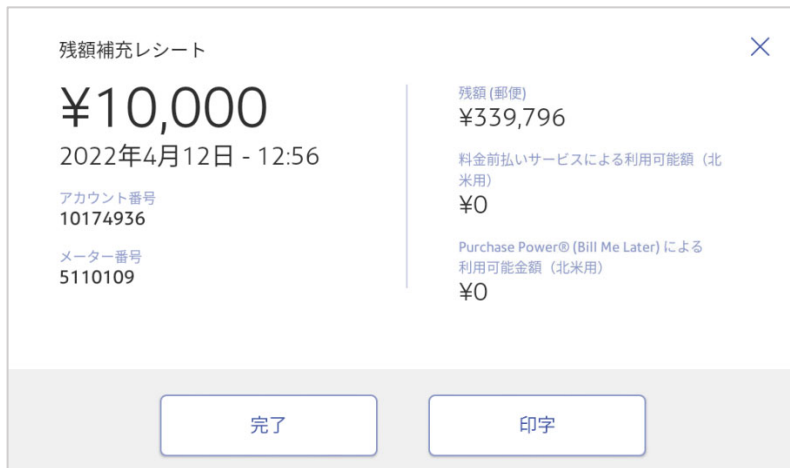 残額補充レシート
¥10,000
2022年4月12日 - 12:56
アカウント番号
10174936
メーター番号
5110109
残額 (郵便)
¥339,796
料金前払いサービスによる利用可能額（北
米用）
¥0
Purchase Power® (Bill Me Later) による
利用可能金額（北米用）
¥0
完了
印字